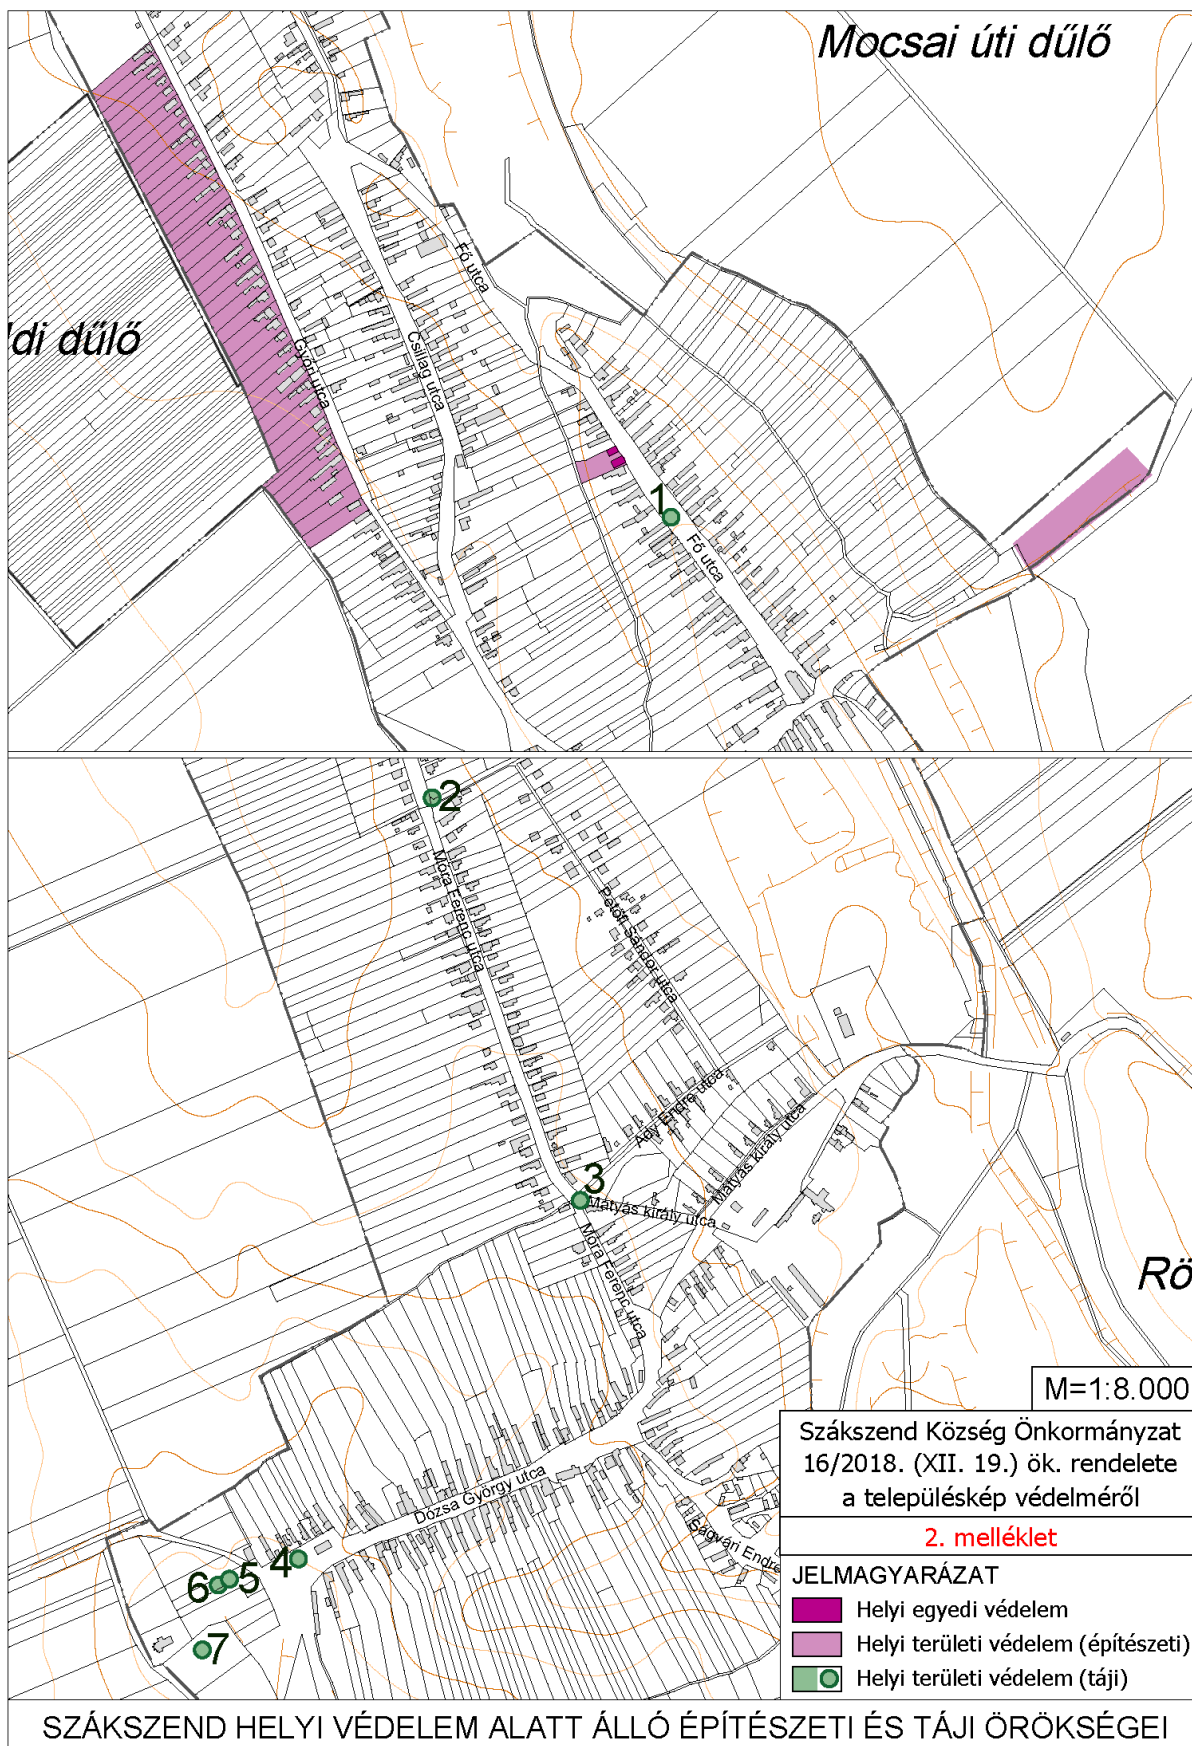 Mocsai úti dűlő
Fő utca
ldi dűlő
Győri utca
Csillag utca
1
Fő utca
2
Móra Ferenc utca
Petőfi Sándor utca
Ady Endre utca
Mátyás király utca
3
Mátyás király utca
Móra Ferenc utca
Rö
M=1:8.000
Szákszend Község Önkormányzat
16/2018. (XII. 19.) ök. rendelete
a településkép védelméről
2. melléklet
Dózsa György utca
Ságvári Endre
4
5
6
7
JELMAGYARÁZAT
Helyi egyedi védelem
Helyi területi védelem (építészeti)
Helyi területi védelem (táji)
SZÁKSZEND HELYI VÉDELEM ALATT ÁLLÓ ÉPÍTÉSZETI ÉS TÁJI ÖRÖKSÉGEI